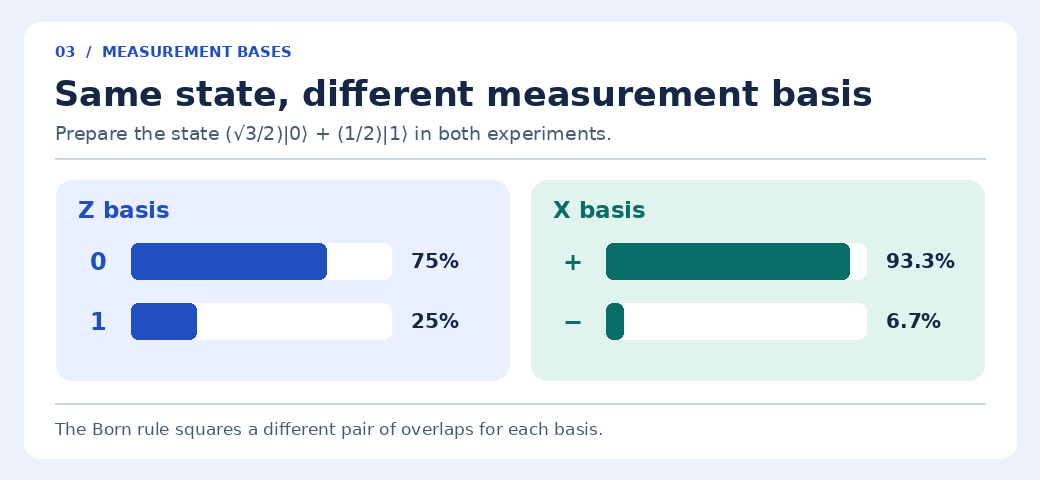 03 / MEASUREMENT BASES
Same state, different measurement basis
Prepare the state (√3/2)|0⟩ + (1/2)|1⟩ in both experiments.
Z basis
0 75%
1 25%
X basis
+ 93.3%
− 6.7%
The Born rule squares a different pair of overlaps for each basis.